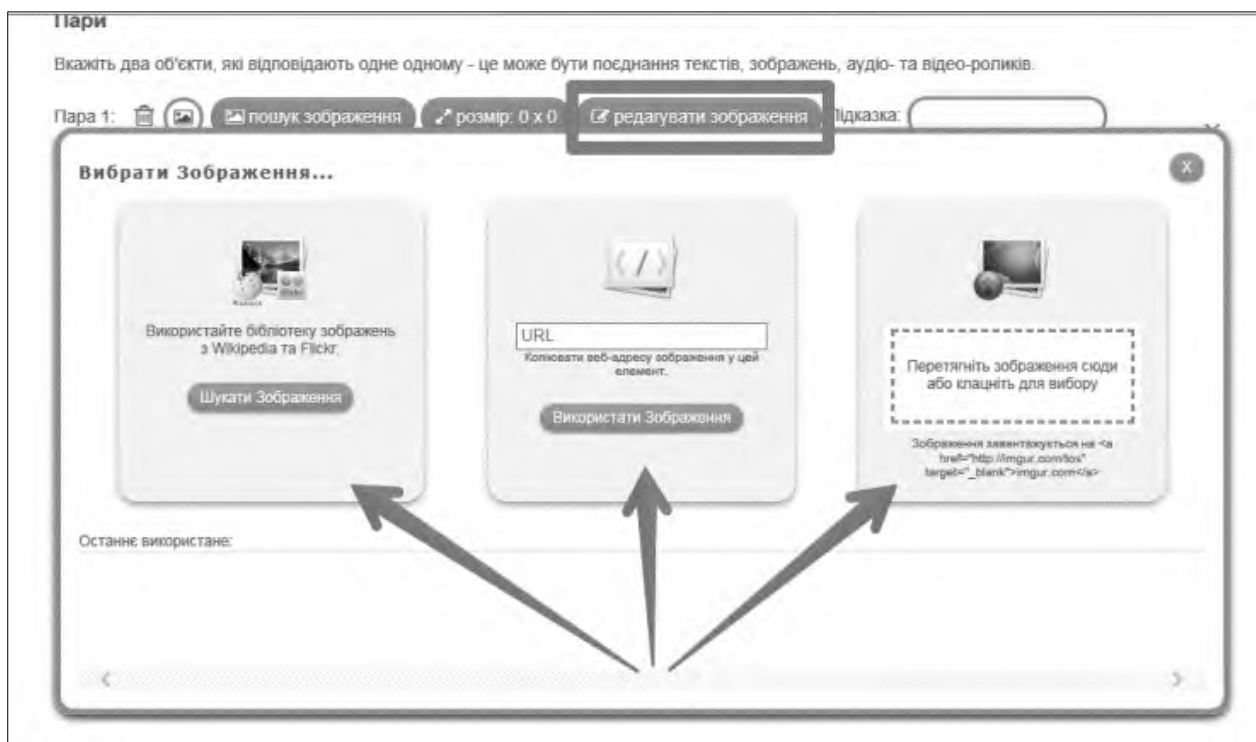 Пари
Вкажіть два об'єкти, які відповідають одне одному - це може бути поєднання текстів, зображень, аудіо- та відео-роликів.
Пара 1: пошук зображення розмір: 0 x 0 редагувати зображення Підказка:
Вибрати Зображення...
X
Використайте бібліотеку зображень
з Wikipedia та Flickr.
Шукати Зображення
URL
Копіювати веб-адресу зображення у цей
елемент.
Використати Зображення
Перетягніть зображення сюди
або клацніть для вибору
Зображення завантажується на <a
href="http://imgur.com/tos"
target="_blank">imgur.com</a>
Останнє використане: